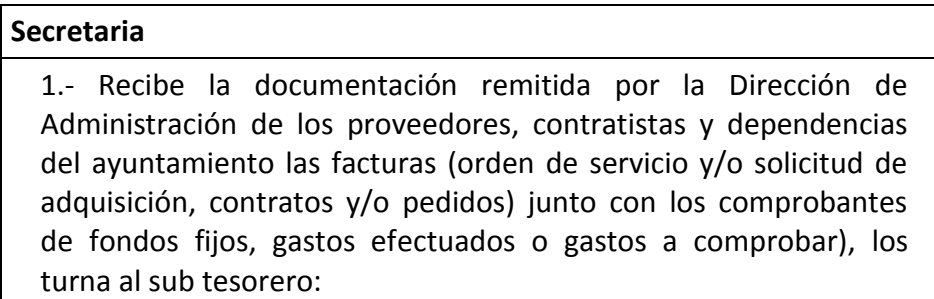 Secretaria
1.- Recibe la documentación remitida por la Dirección de
Administración de los proveedores, contratistas y dependencias
del ayuntamiento las facturas (orden de servicio y/o solicitud de
adquisición, contratos y/o pedidos) junto con los comprobantes
de fondos fijos, gastos efectuados o gastos a comprobar), los
turna al sub tesorero: